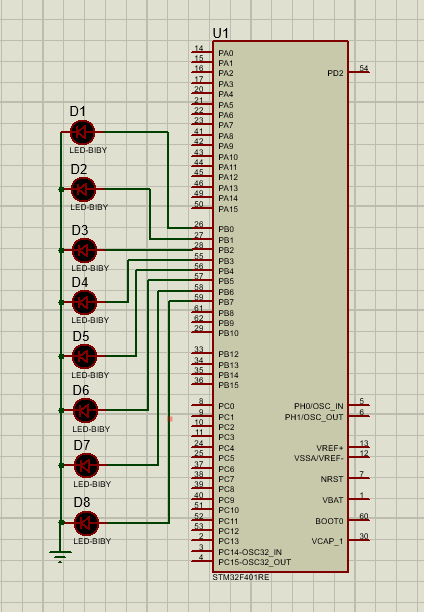 U1
14 PA0
15 PA1
16 PA2
17 PA3
20 PA4
21 PA5
22 PA6
23 PA7
41 PA8
42 PA9
43 PA10
44 PA11
45 PA12
46 PA13
49 PA14
50 PA15
PD2 54
D1
LED-BIBY
D2
LED-BIBY
D3
LED-BIBY
D4
LED-BIBY
D5
LED-BIBY
D6
LED-BIBY
D7
LED-BIBY
D8
LED-BIBY
26 PB0
27 PB1
28 PB2
55 PB3
56 PB4
57 PB5
58 PB6
59 PB7
61 PB8
62 PB9
29 PB10
33 PB12
34 PB13
35 PB14
36 PB15
8 PC0
9 PC1
10 PC2
11 PC3
24 PC4
25 PC5
37 PC6
38 PC7
39 PC8
40 PC9
51 PC10
52 PC11
53 PC12
2 PC13
3 PC14-OSC32_IN
4 PC15-OSC32_OUT
PH0/OSC_IN 5
PH1/OSC_OUT 6
VREF+ 13
VSSA/VREF- 12
NRST 7
VBAT 1
BOOT0 60
VCAP_1 30
STM32F401RE